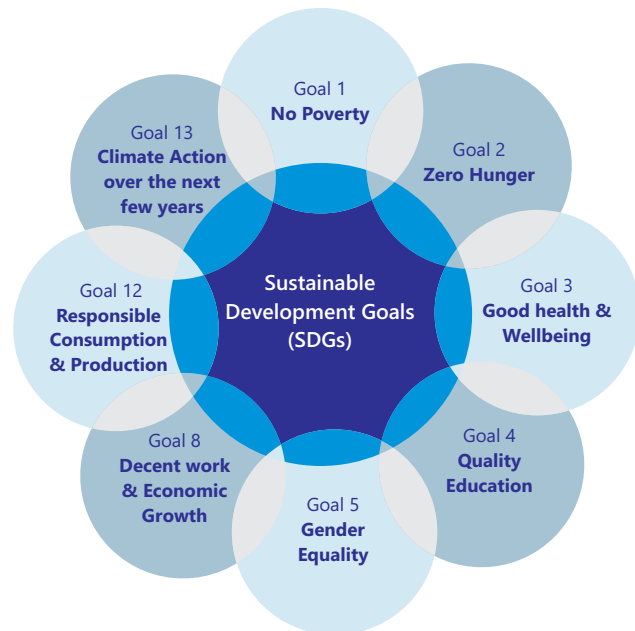 Goal 1
No Poverty
Goal 2
Zero Hunger
Goal 3
Good health &
Wellbeing
Goal 4
Quality
Education
Goal 5
Gender
Equality
Goal 8
Decent work
& Economic
Growth
Goal 12
Responsible
Consumption
& Production
Goal 13
Climate Action
over the next
few years
Sustainable
Development Goals
(SDGs)